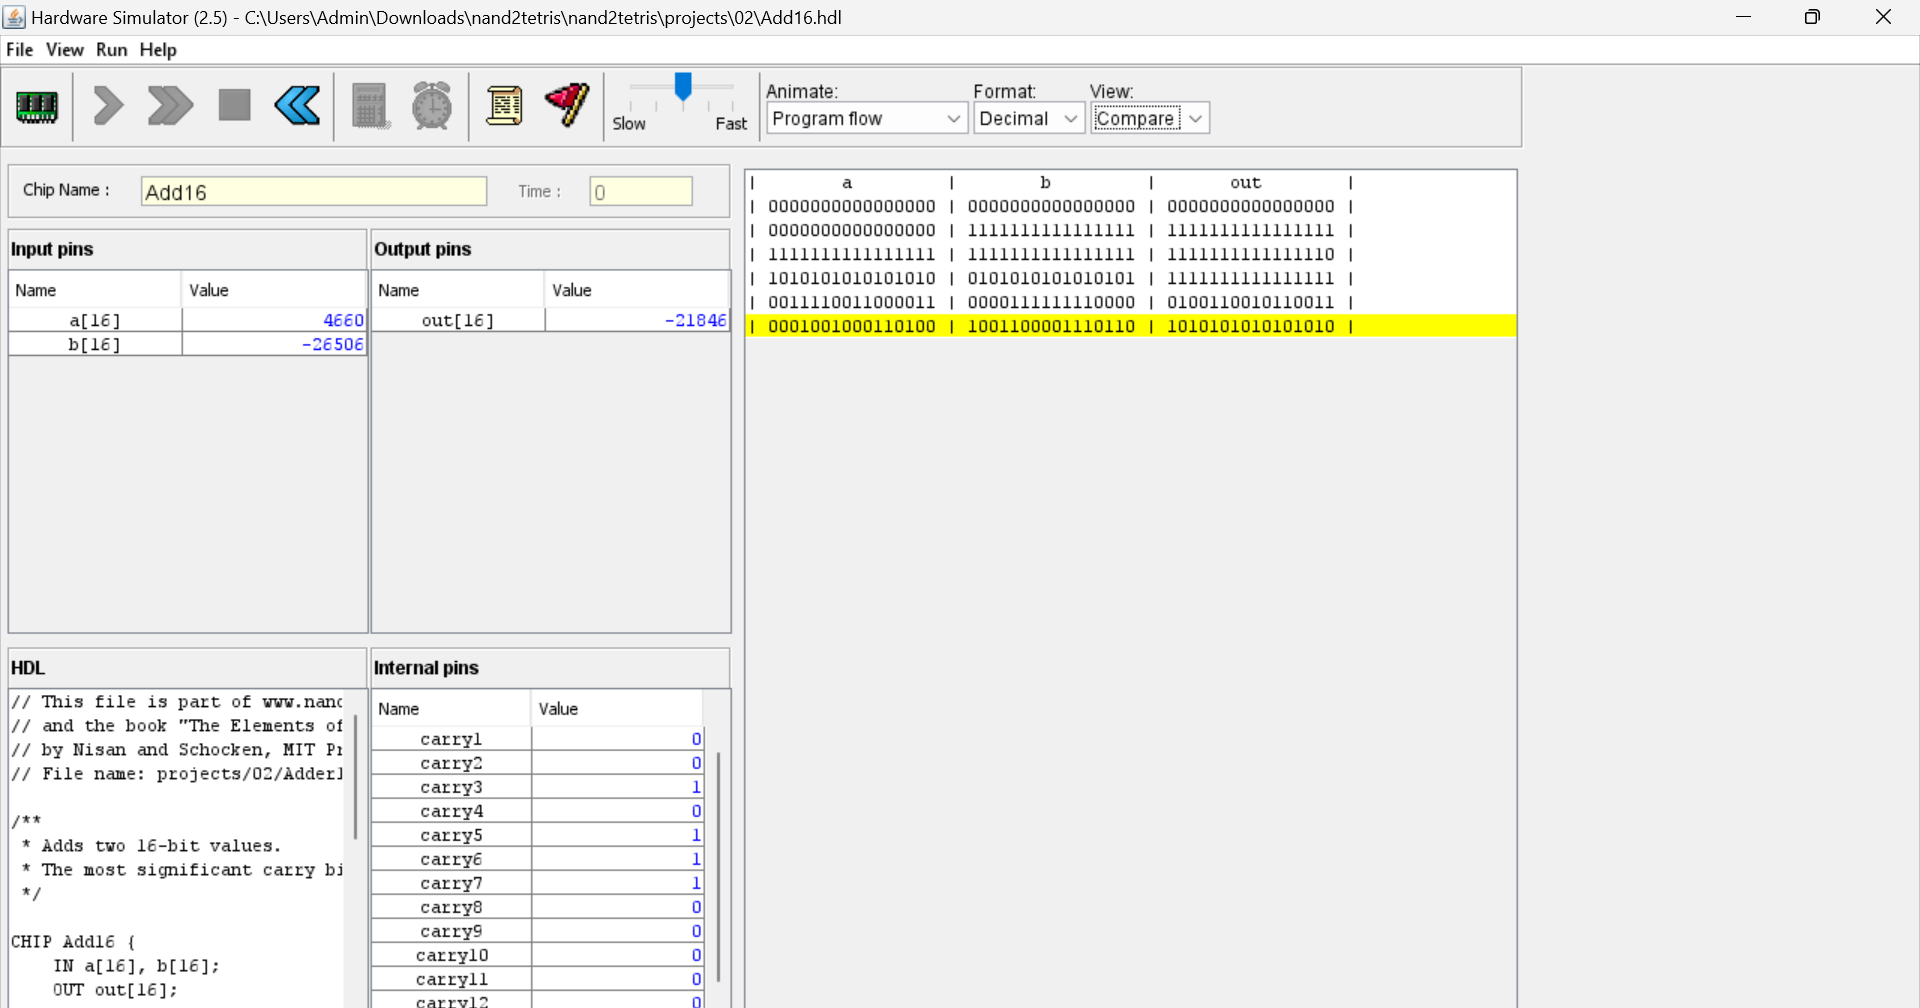 Hardware Simulator (2.5) - C:\Users\Admin\Downloads\nand2tetris\nand2tetris\projects\02\Add16.hdl
File View Run Help
Slow Fast
Animate: Format: View:
Program flow Decimal Compare
Chip Name : Add16 Time : 0
Input pins
Name Value
a[16] 4660
b[16] -26506
Output pins
Name Value
out[16] -21846
| a | b | out |
| 0000000000000000 | 0000000000000000 | 0000000000000000 |
| 0000000000000000 | 1111111111111111 | 1111111111111111 |
| 1111111111111111 | 1111111111111111 | 1111111111111110 |
| 1010101010101010 | 0101010101010101 | 1111111111111111 |
| 0011110011000011 | 0000111111110000 | 0100110010110011 |
| 0001001000110100 | 1001100001110110 | 1010101010101010 |
HDL
// This file is part of www.nand
// and the book "The Elements of
// by Nisan and Schocken, MIT Pr
// File name: projects/02/Adder1
/**
* Adds two 16-bit values.
* The most significant carry bi
*/
CHIP Add16 {
IN a[16], b[16];
OUT out[16];
Internal pins
Name Value
carry1 0
carry2 0
carry3 1
carry4 0
carry5 1
carry6 1
carry7 1
carry8 0
carry9 0
carry10 0
carry11 0
carry12 0